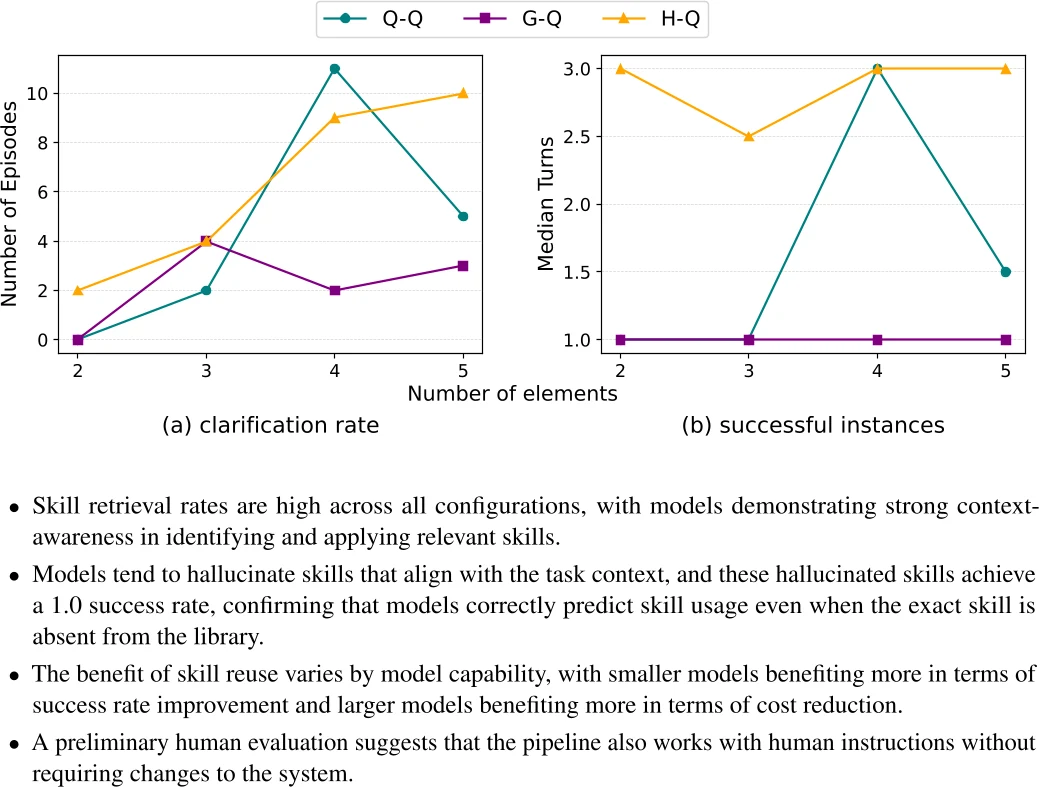 Q-Q G-Q H-Q
Number of Episodes
10
8
6
4
2
0
2 3 4 5
(a) clarification rate
Median Turns
3.0
2.5
2.0
1.5
1.0
2 3 4 5
(b) successful instances
Number of elements
• Skill retrieval rates are high across all configurations, with models demonstrating strong context-
awareness in identifying and applying relevant skills.
• Models tend to hallucinate skills that align with the task context, and these hallucinated skills achieve
a 1.0 success rate, confirming that models correctly predict skill usage even when the exact skill is
absent from the library.
• The benefit of skill reuse varies by model capability, with smaller models benefiting more in terms of
success rate improvement and larger models benefiting more in terms of cost reduction.
• A preliminary human evaluation suggests that the pipeline also works with human instructions without
requiring changes to the system.